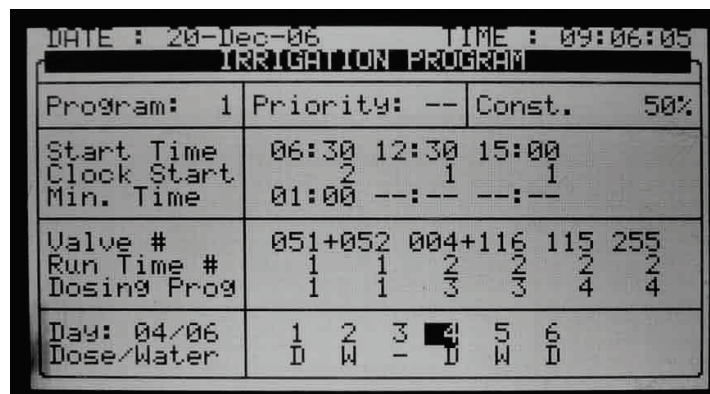 DATE : 20-Dec-06 TIME : 09:06:05
IRRIGATION PROGRAM
Program: 1 Priority: -- Const. 50%
Start Time 06:30 12:30 15:00
Clock Start 2 1 1
Min. Time 01:00 --:-- --:--
Valve # 051+052 004+116 115 255
Run Time # 1 1 2 2 2 2
Dosing Prog 1 1 3 3 4 4
Day: 04/06 1 2 3 4 5 6
Dose/Water D W - D W D